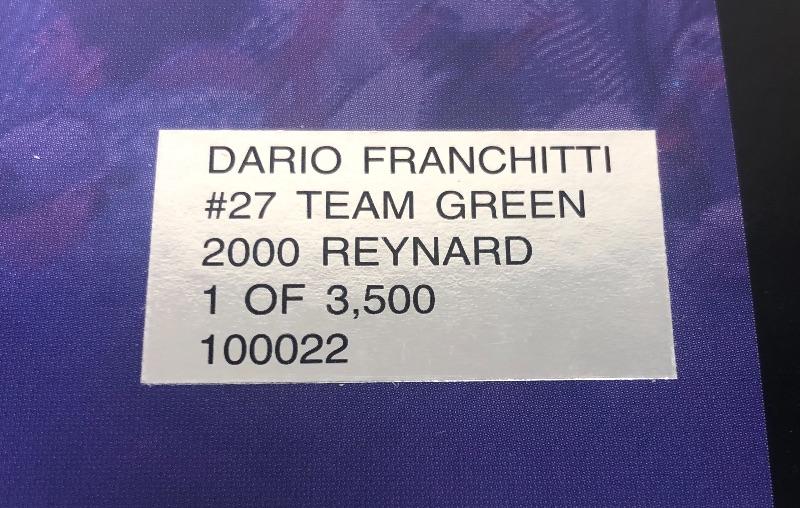 DARIO FRANCHITTI
#27 TEAM GREEN
2000 REYNARD
1 OF 3,500
100022